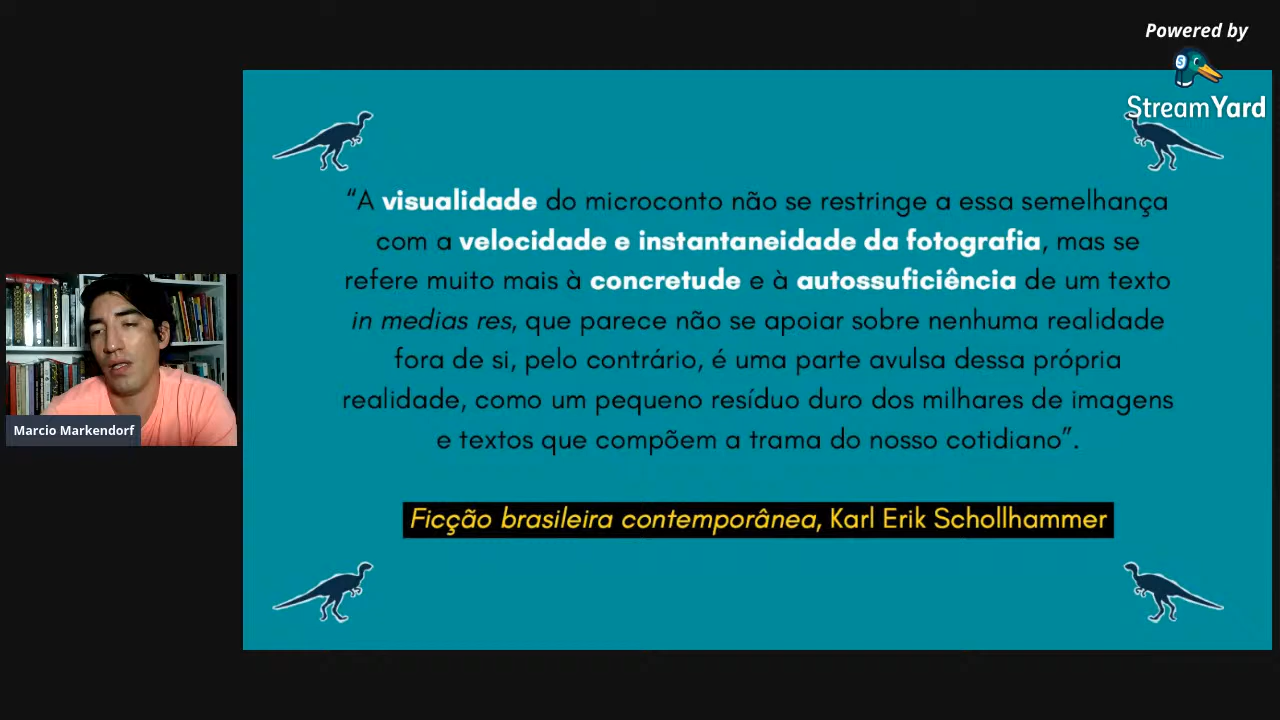 Powered by
StreamYard
“A visualidade do microconto não se restringe a essa semelhança
com a velocidade e instantaneidade da fotografia, mas se
refere muito mais à concretude e à autossuficiência de um texto
in medias res, que parece não se apoiar sobre nenhuma realidade
fora de si, pelo contrário, é uma parte avulsa dessa própria
realidade, como um pequeno resíduo duro dos milhares de imagens
e textos que compõem a trama do nosso cotidiano”.
Ficção brasileira contemporânea, Karl Erik Schollhammer
Marcio Markendorf